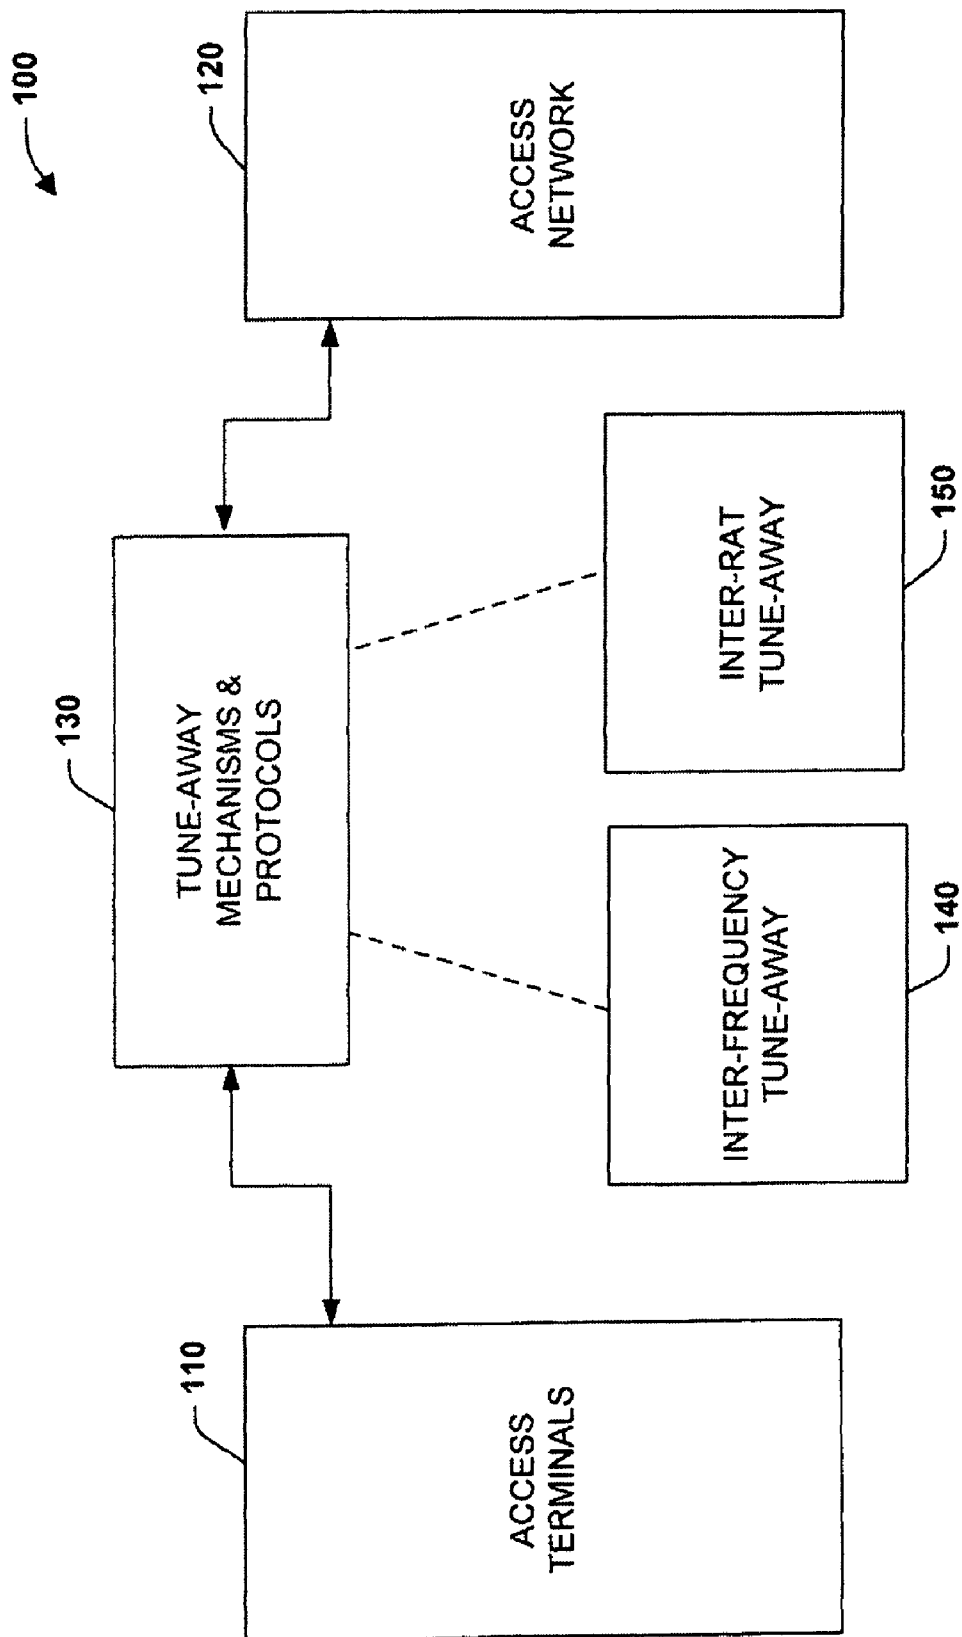 100
110
ACCESS
TERMINALS
130
TUNE-AWAY
MECHANISMS &
PROTOCOLS
120
ACCESS
NETWORK
INTER-FREQUENCY
TUNE-AWAY
140
INTER-RAT
TUNE-AWAY
150